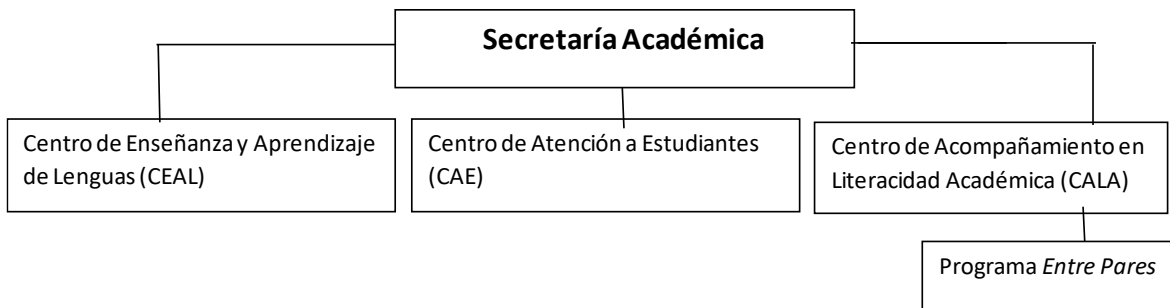 Secretaría Académica
Centro de Enseñanza y Aprendizaje
de Lenguas (CEAL)
Centro de Atención a Estudiantes
(CAE)
Centro de Acompañamiento en
Literacidad Académica (CALA)
Programa Entre Pares